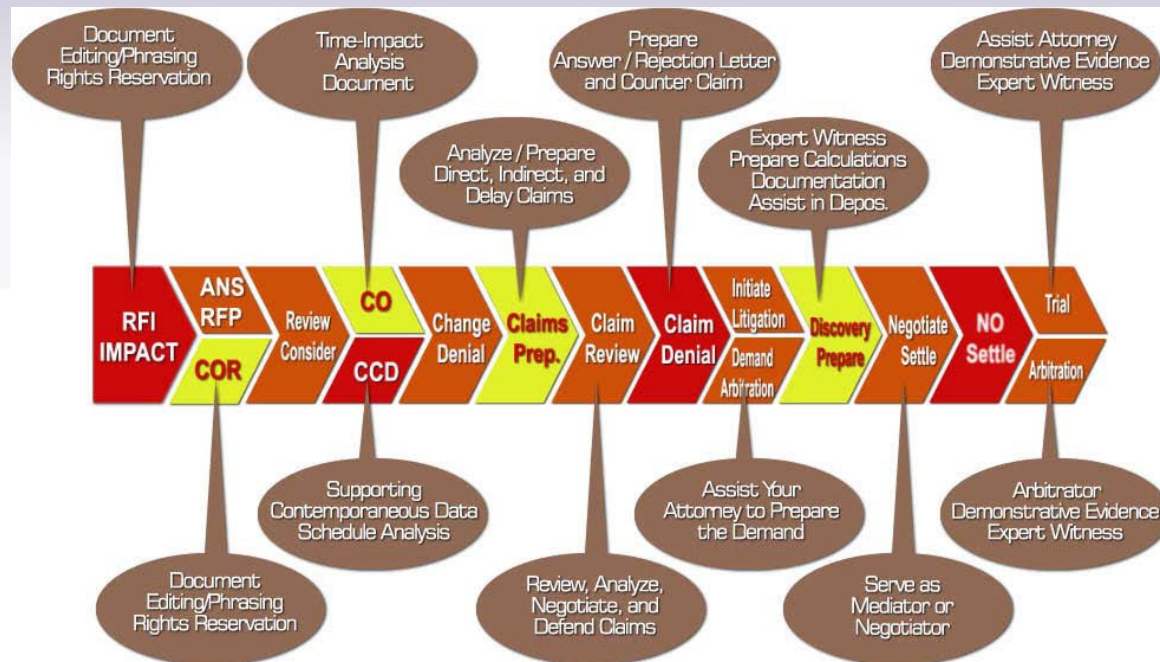 Document
Editing/Phrasing
Rights Reservation
Time-Impact
Analysis
Document
Prepare
Answer / Rejection Letter
and Counter Claim
Assist Attorney
Demonstrative Evidence
Expert Witness
Analyze / Prepare
Direct, Indirect, and
Delay Claims
Expert Witness
Prepare Calculations
Documentation
Assist in Depos.
RFI
IMPACT
ANS
RFP
COR
Review
Consider
CO
CCD
Change
Denial
Claims
Prep.
Claim
Review
Claim
Denial
Initiate
Litigation
Demand
Arbitration
Discovery
Prepare
Negotiate
Settle
NO
Settle
Trial
Arbitration
Supporting
Contemporaneous Data
Schedule Analysis
Assist Your
Attorney to Prepare
the Demand
Arbitrator
Demonstrative Evidence
Expert Witness
Document
Editing/Phrasing
Rights Reservation
Review, Analyze,
Negotiate, and
Defend Claims
Serve as
Mediator or
Negotiator